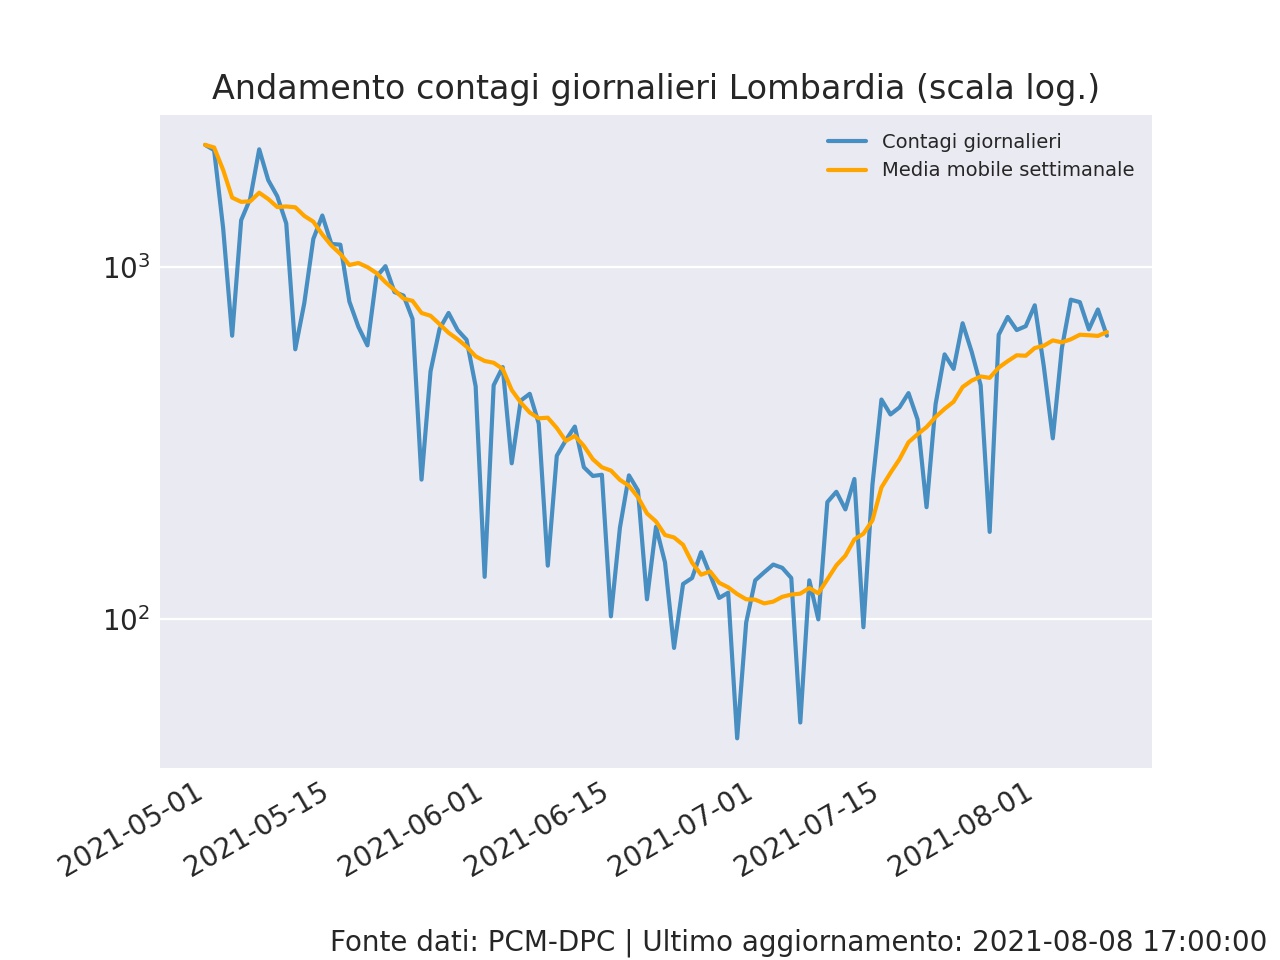 Andamento contagi giornalieri Lombardia (scala log.)
Contagi giornalieri
Media mobile settimanale
10³
10²
2021-05-01
2021-05-15
2021-06-01
2021-06-15
2021-07-01
2021-07-15
2021-08-01
Fonte dati: PCM-DPC | Ultimo aggiornamento: 2021-08-08 17:00:00